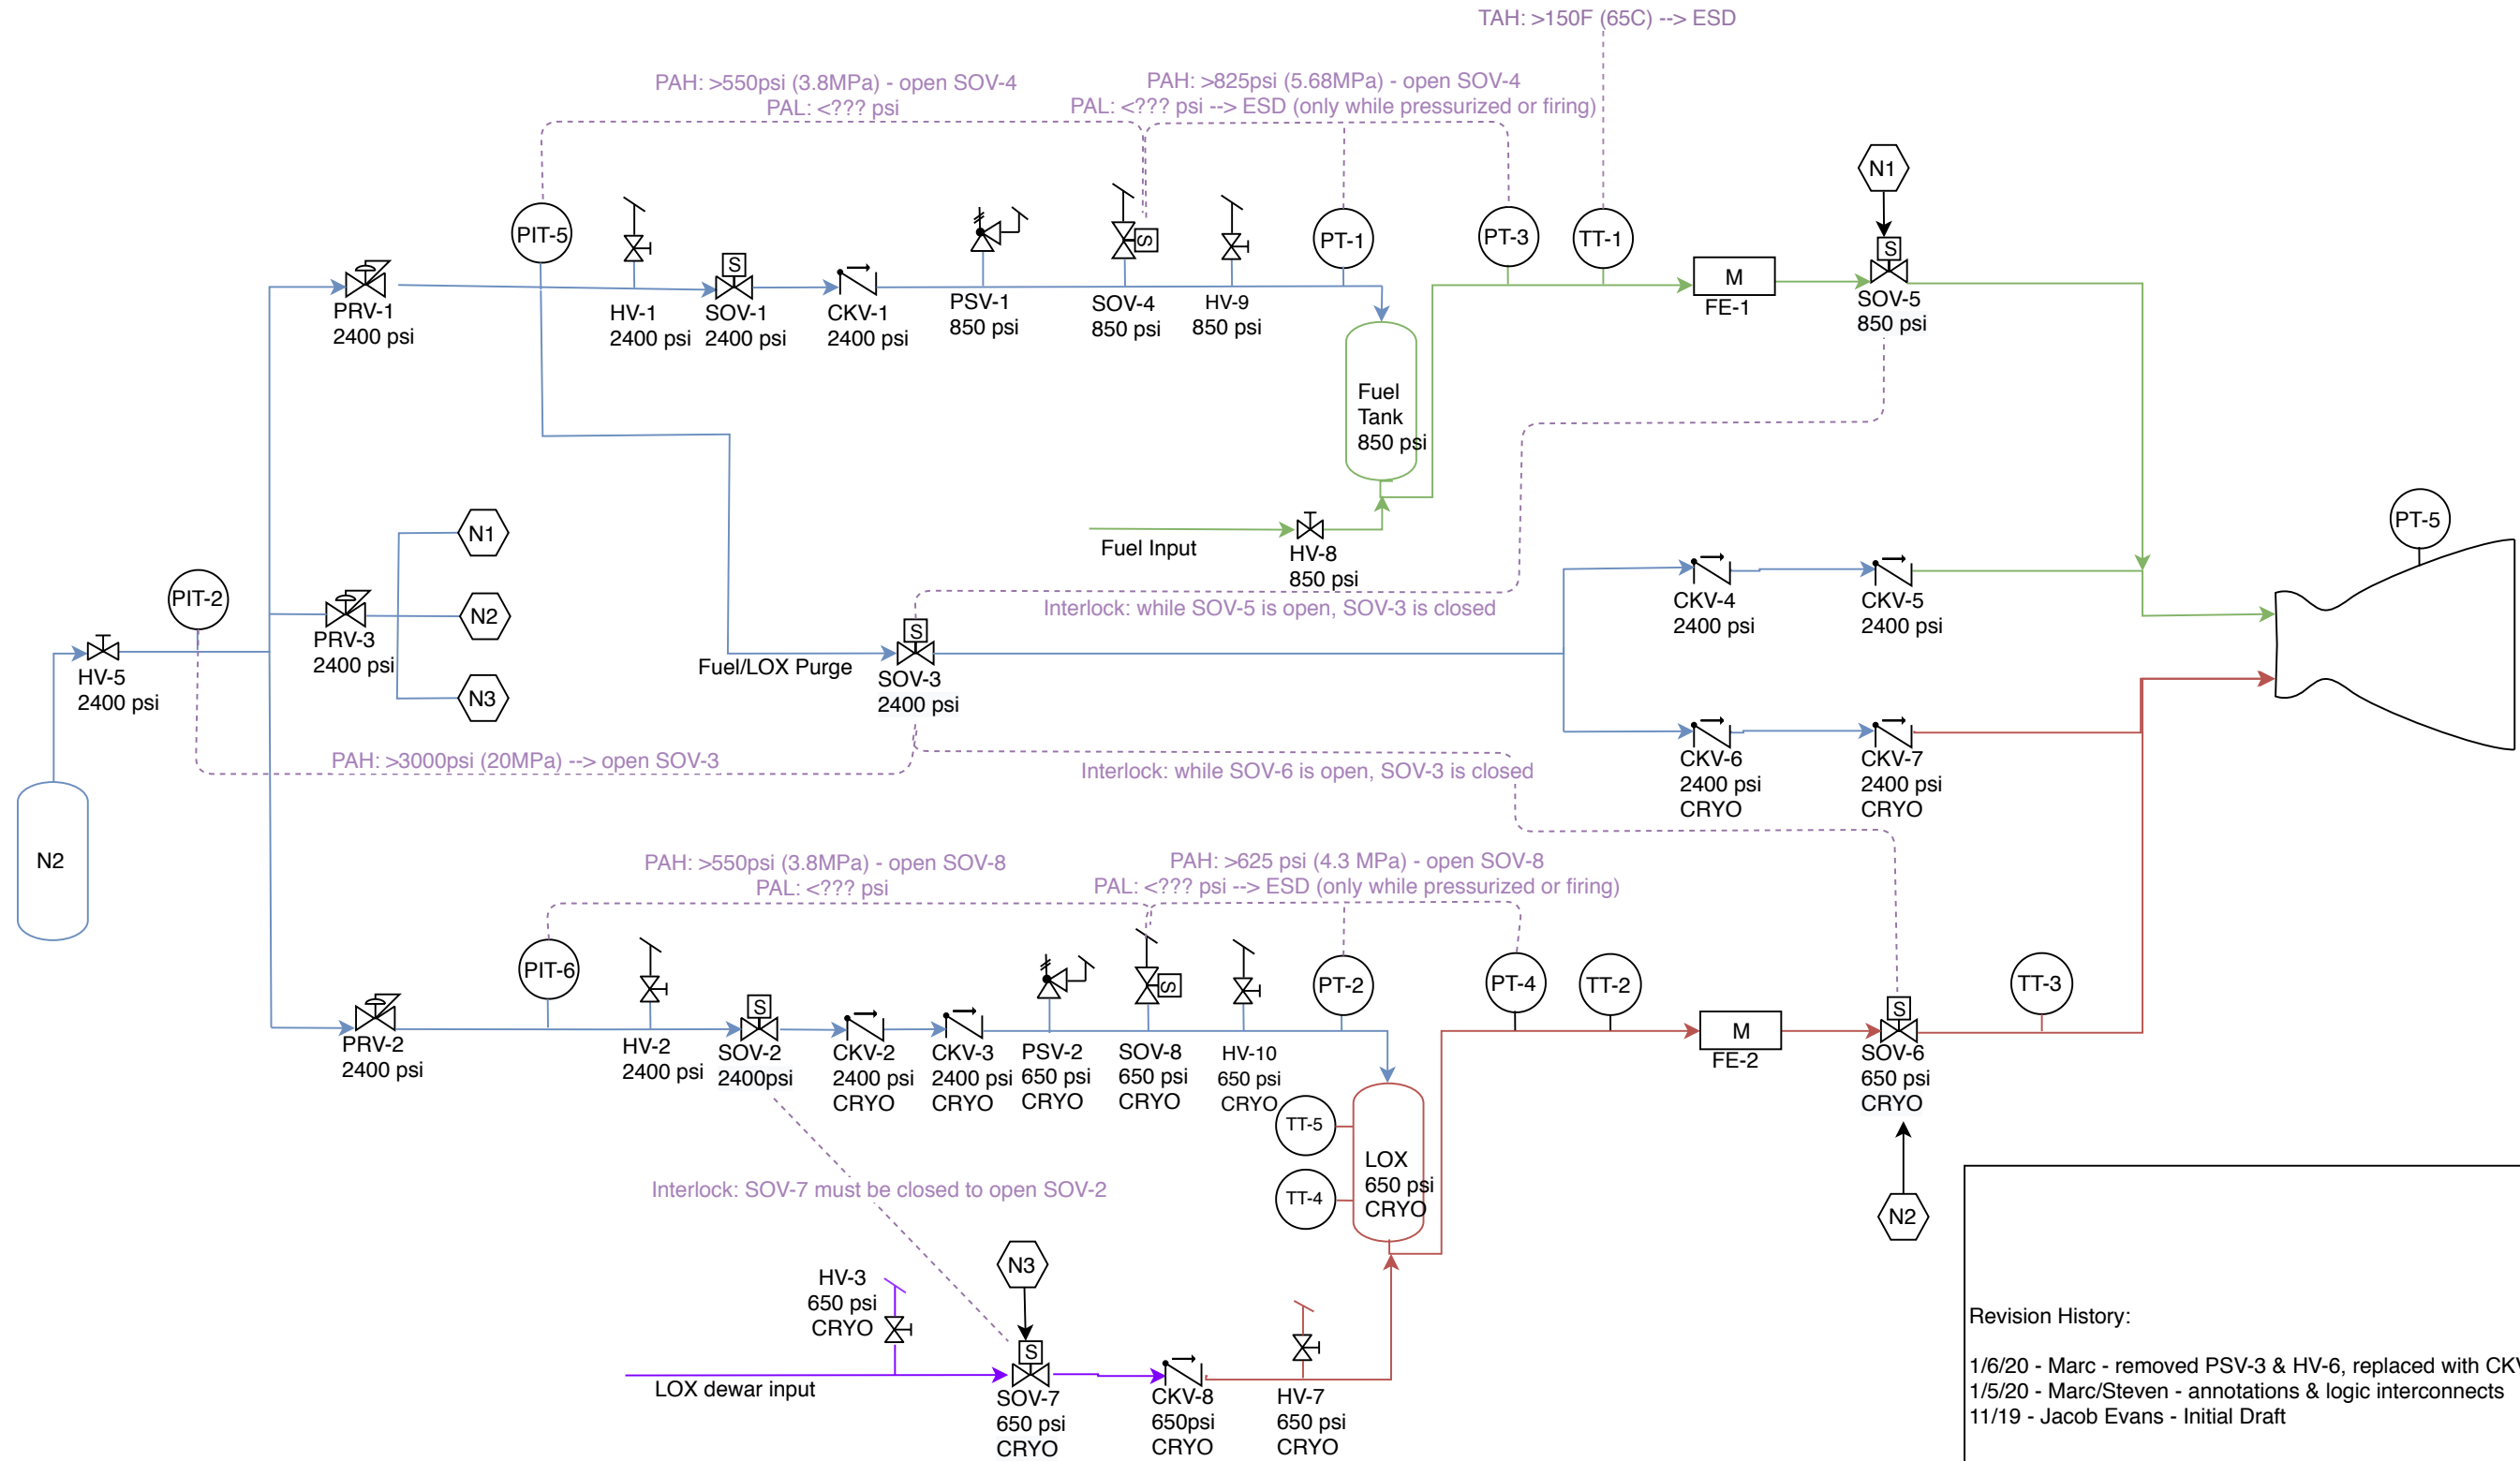 TAH: >150F (65C) --> ESD
PAH: >550psi (3.8MPa) - open SOV-4
PAL: <??? psi
PAH: >825psi (5.68MPa) - open SOV-4
PAL: <??? psi --> ESD (only while pressurized or firing)
N1
PIT-5
PT-1
PT-3
TT-1
S
S
S
M
PRV-1
2400 psi
HV-1
2400 psi
SOV-1
2400 psi
CKV-1
2400 psi
PSV-1
850 psi
SOV-4
850 psi
HV-9
850 psi
FE-1
SOV-5
850 psi
Fuel
Tank
850 psi
N1
N2
N3
PT-5
Fuel Input
HV-8
850 psi
PIT-2
PRV-3
2400 psi
HV-5
2400 psi
Interlock: while SOV-5 is open, SOV-3 is closed
CKV-4
2400 psi
CKV-5
2400 psi
S
Fuel/LOX Purge
SOV-3
2400 psi
PAH: >3000psi (20MPa) --> open SOV-3
Interlock: while SOV-6 is open, SOV-3 is closed
CKV-6
2400 psi
CRYO
CKV-7
2400 psi
CRYO
N2
PAH: >550psi (3.8MPa) - open SOV-8
PAL: <??? psi
PAH: >625 psi (4.3 MPa) - open SOV-8
PAL: <??? psi --> ESD (only while pressurized or firing)
PIT-6
PT-2
PT-4
TT-2
TT-3
S
S
S
M
PRV-2
2400 psi
HV-2
2400 psi
SOV-2
2400psi
CKV-2
2400 psi
CRYO
CKV-3
2400 psi
CRYO
PSV-2
650 psi
CRYO
SOV-8
650 psi
CRYO
HV-10
650 psi
CRYO
FE-2
SOV-6
650 psi
CRYO
TT-5
TT-4
LOX
650 psi
CRYO
Interlock: SOV-7 must be closed to open SOV-2
N2
N3
HV-3
650 psi
CRYO
S
LOX dewar input
SOV-7
650 psi
CRYO
CKV-8
650psi
CRYO
HV-7
650 psi
CRYO
Revision History:
1/6/20 - Marc - removed PSV-3 & HV-6, replaced with CKV
1/5/20 - Marc/Steven - annotations & logic interconnects
11/19 - Jacob Evans - Initial Draft